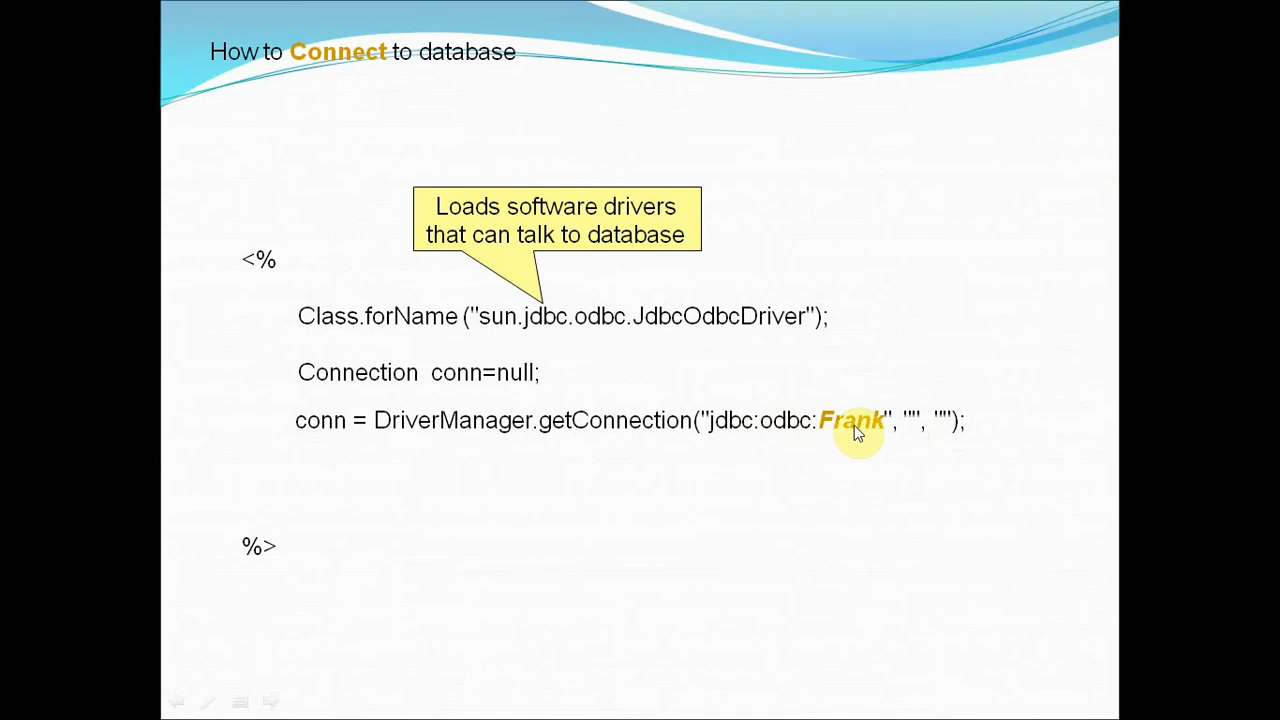 How to Connect to database
Loads software drivers
that can talk to database
<%
Class.forName ("sun.jdbc.odbc.JdbcOdbcDriver");
Connection  conn=null;
conn = DriverManager.getConnection("jdbc:odbc:Frank", "", "");
%>